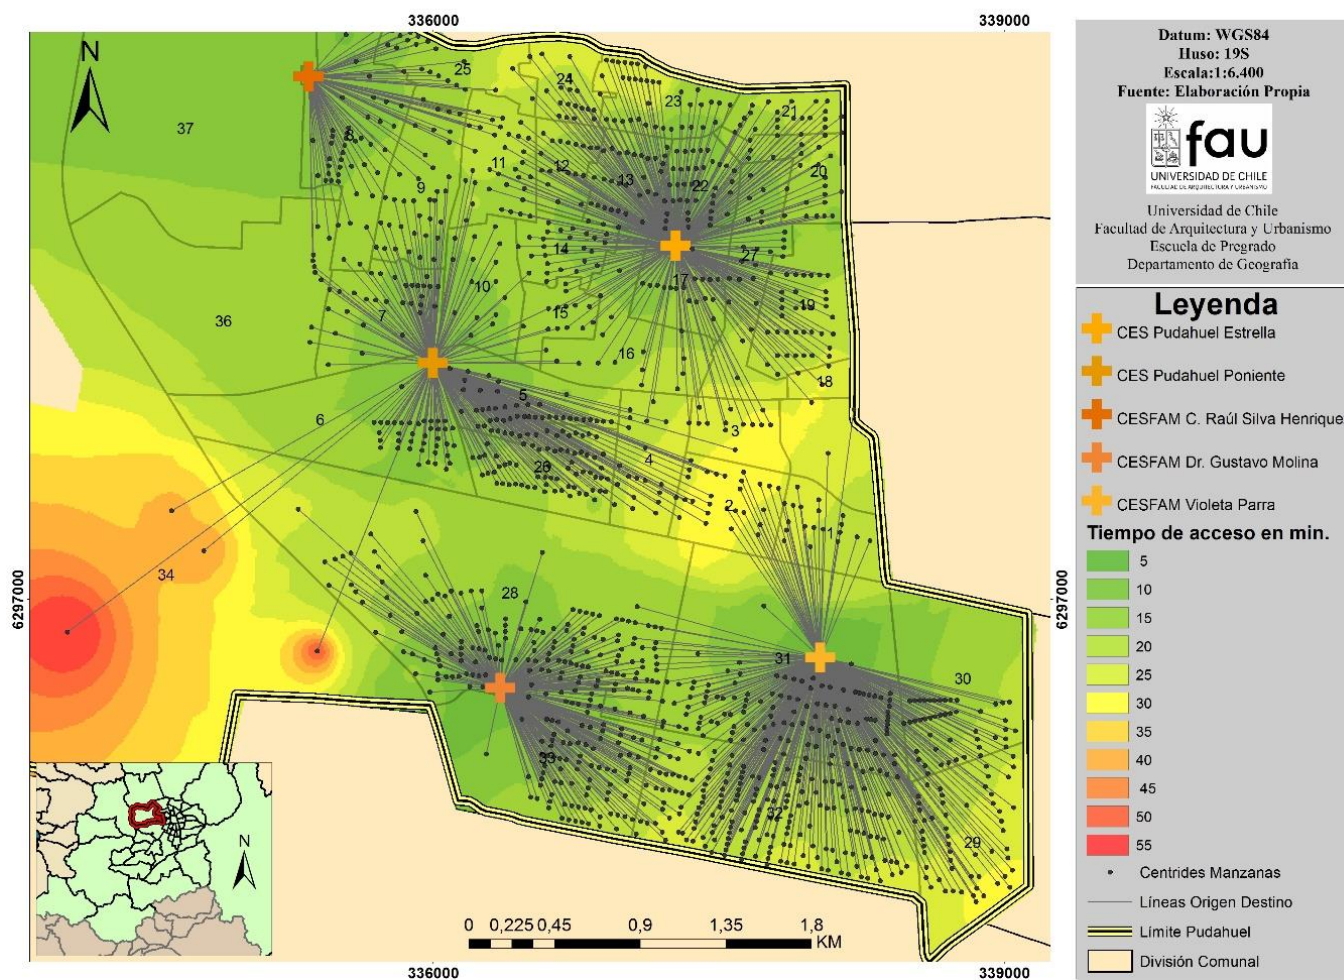 336000
339000
N
Datum: WGS84
Huso: 19S
Escala:1:6.400
Fuente: Elaboración Propia
fau
UNIVERSIDAD DE CHILE
FACULTAD DE ARQUITECTURA Y URBANISMO
Universidad de Chile
Facultad de Arquitectura y Urbanismo
Escuela de Pregrado
Departamento de Geografía
Leyenda
CES Pudahuel Estrella
CES Pudahuel Poniente
CESFAM C. Raúl Silva Henrique
CESFAM Dr. Gustavo Molina
CESFAM Violeta Parra
Tiempo de acceso en min.
5
10
15
20
25
30
35
40
45
50
55
Centrides Manzanas
Líneas Origen Destino
Límite Pudahuel
División Comunal
25
24
23
21
37
8
11
12
13
22
20
9
14
27
17
10
15
19
36
7
16
18
5
6
3
4
26
2
1
34
28
31
30
33
32
29
6297000
6297000
N
0 0,225 0,45 0,9 1,35 1,8
KM
336000
339000